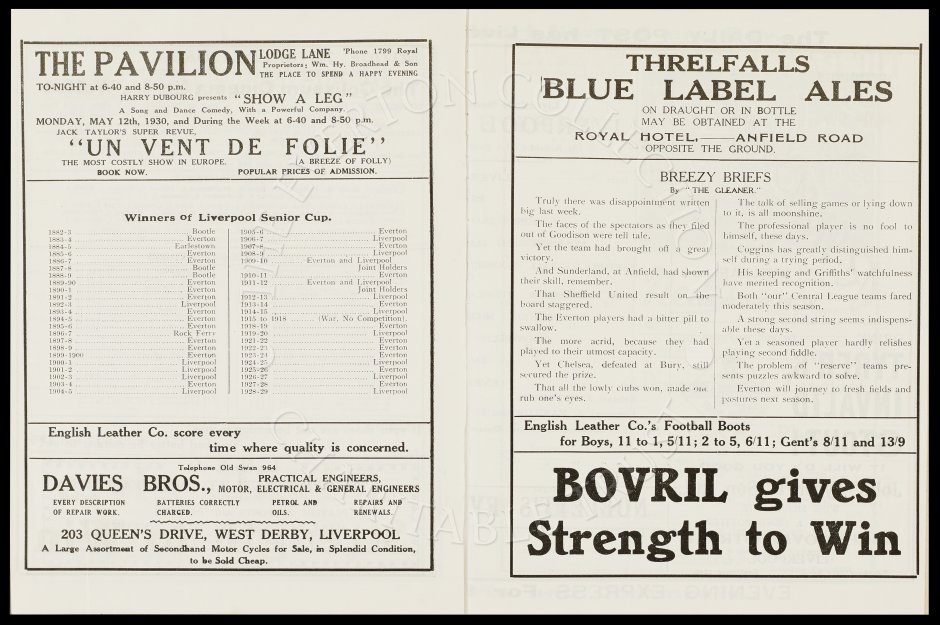 THE PAVILION LODGE LANE 'Phone 1799 Royal
Proprietors; Wm. Hy. Broadhead & Son
THE PLACE TO SPEND A HAPPY EVENING
TO-NIGHT at 6-40 and 8-50 p.m.
HARRY DUBOURG presents "SHOW A LEG"
A Song and Dance Comedy, With a Powerful Company.
MONDAY, MAY 12th, 1930, and During the Week at 6-40 and 8-50 p.m.
JACK TAYLOR'S SUPER REVUE,
"UN VENT DE FOLIE"
THE MOST COSTLY SHOW IN EUROPE. (A BREEZE OF FOLLY)
BOOK NOW. POPULAR PRICES OF ADMISSION.
Winners of Liverpool Senior Cup.
1882-3 Bootle
1883-4 Everton
1884-5 Earlestown
1885-6 Everton
1886-7 Everton
1887-8 Bootle
1888-9 Bootle
1889-90 Everton
1890-1 Everton
1891-2 Everton
1892-3 Liverpool
1893-4 Everton
1894-5 Everton
1895-6 Everton
1896-7 Rock Ferry
1897-8 Everton
1898-9 Everton
1899-1900 Everton
1900-1 Liverpool
1901-2 Liverpool
1902-3 Liverpool
1903-4 Everton
1904-5 Liverpool
1905-6 Everton
1906-7 Liverpool
1907-8 Everton
1908-9 Liverpool
1909-10 Everton and Liverpool
Joint Holders
1910-11 Everton
1911-12 Everton and Liverpool
Joint Holders
1912-13 Liverpool
1913-14 Everton
1914-15 Liverpool
1915 to 1918 (War, No Competition).
1918-19 Everton
1919-20 Liverpool
1921-22 Everton
1922-23 Everton
1923-24 Everton
1924-25 Liverpool
1925-26 Everton
1926-27 Liverpool
1927-28 Everton
1928-29 Liverpool
English Leather Co. score every
time where quality is concerned.
Telephone Old Swan 964
DAVIES BROS., PRACTICAL ENGINEERS,
MOTOR, ELECTRICAL & GENERAL ENGINEERS
EVERY DESCRIPTION BATTERIES CORRECTLY PETROL AND REPAIRS AND
OF REPAIR WORK. CHARGED. OILS. RENEWALS.
203 QUEEN'S DRIVE, WEST DERBY, LIVERPOOL
A Large Assortment of Secondhand Motor Cycles for Sale, in Splendid Condition,
to be Sold Cheap.
THRELFALLS
BLUE LABEL ALES
ON DRAUGHT OR IN BOTTLE
MAY BE OBTAINED AT THE
ROYAL HOTEL,——ANFIELD ROAD
OPPOSITE THE GROUND.
BREEZY BRIEFS
By "THE GLEANER."
Truly there was disappointment written
big last week.
The faces of the spectators as they filed
out of Goodison were tell tale.
Yet the team had brought off a great
victory.
And Sunderland, at Anfield, had shown
their skill, remember.
That Sheffield United result on the
board staggered.
The Everton players had a bitter pill to
swallow.
The more acrid, because they had
played to their utmost capacity.
Yet Chelsea, defeated at Bury, still
secured the prize.
That all the lowly clubs won, made one
rub one's eyes.
The talk of selling games or lying down
to it, is all moonshine.
The professional player is no fool to
himself, these days.
Coggins has greatly distinguished him-
self during a trying period.
His keeping and Griffiths' watchfulness
have merited recognition.
Both "our" Central League teams fared
moderately this season.
A strong second string seems indispens-
able these days.
Yet a seasoned player hardly relishes
playing second fiddle.
The problem of "reserve" teams pre-
sents puzzles awkward to solve.
Everton will journey to fresh fields and
pastures next season.
English Leather Co.'s Football Boots
for Boys, 11 to 1, 5/11; 2 to 5, 6/11; Gent's 8/11 and 13/9
BOVRIL gives
Strength to Win